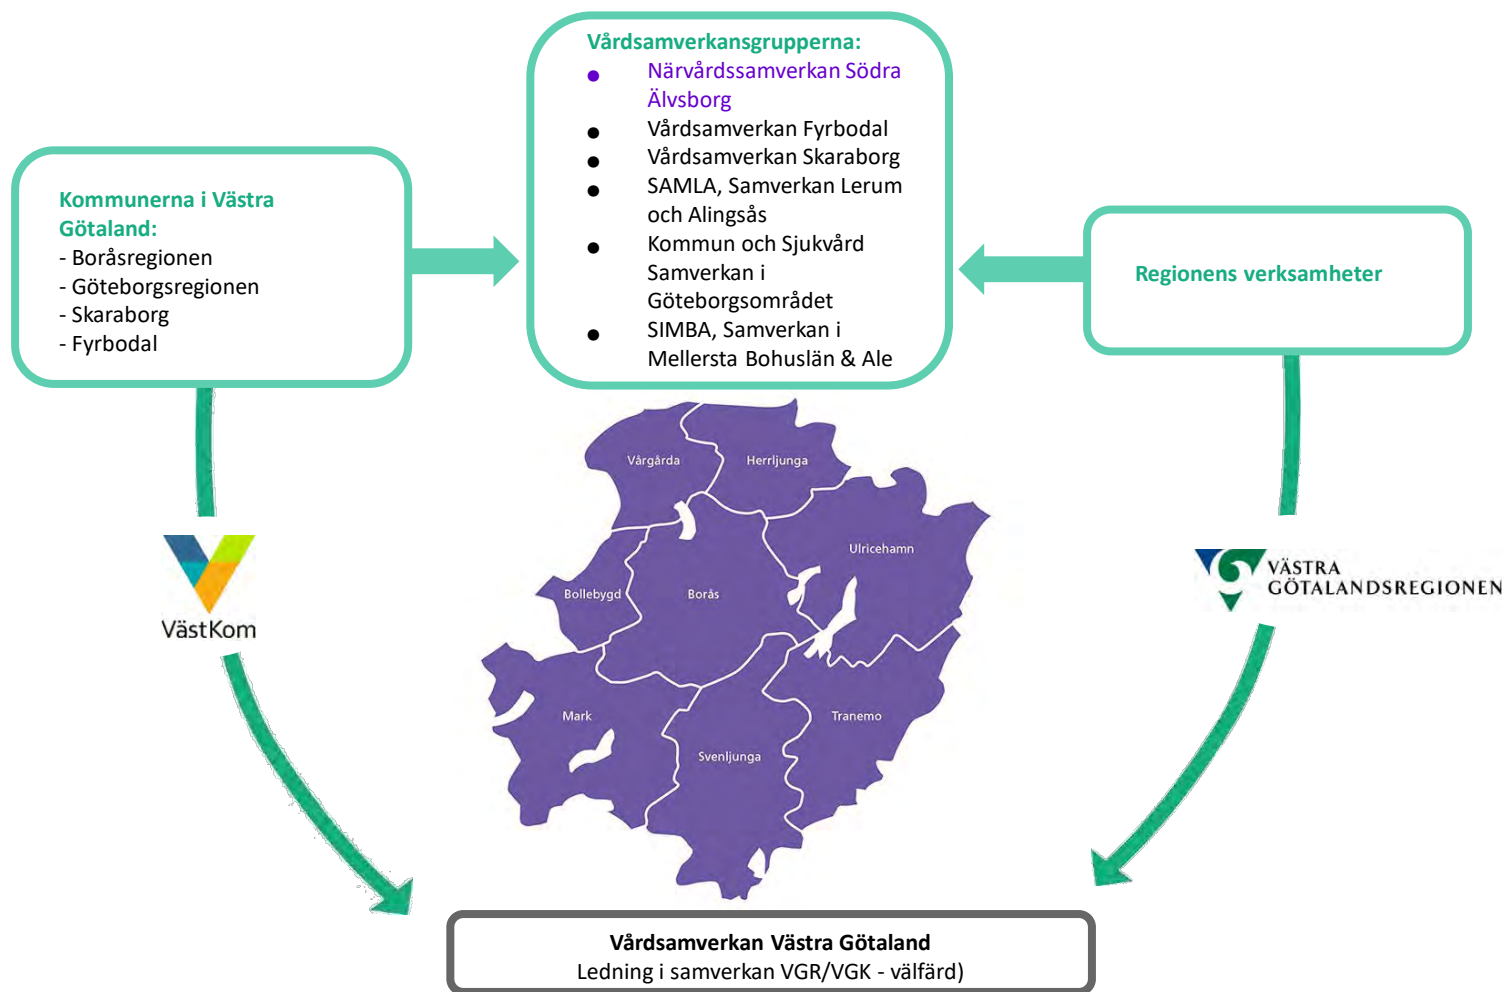 Vårdsamverkansgrupperna:
● Närvårdssamverkan Södra
Älvsborg
● Vårdsamverkan Fyrbodal
● Vårdsamverkan Skaraborg
● SAMLA, Samverkan Lerum
och Alingsås
● Kommun och Sjukvård
Samverkan i
Göteborgsområdet
● SIMBA, Samverkan i
Mellersta Bohuslän & Ale
Kommunerna i Västra
Götaland:
- Boråsregionen
- Göteborgsregionen
- Skaraborg
- Fyrbodal
Regionens verksamheter
Vårgårda
Herrljunga
Ulricehamn
Bollebygd
Borås
Mark
Svenljunga
Tranemo
VästKom
VÄSTRA
GÖTALANDSREGIONEN
Vårdsamverkan Västra Götaland
Ledning i samverkan VGR/VGK - välfärd)